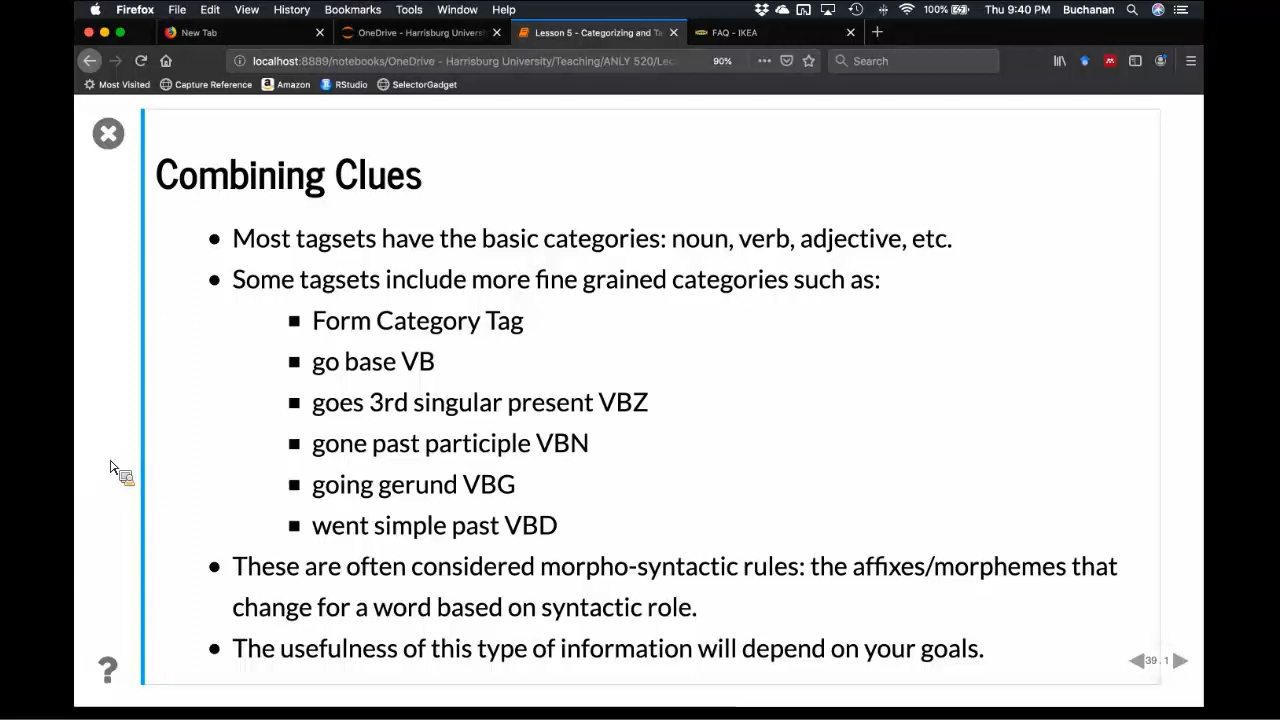 Firefox File Edit View History Bookmarks Tools Window Help 100% Thu 9:40 PM Buchanan
New Tab OneDrive - Harrisburg Universi Lesson 5 - Categorizing and Ta FAQ - IKEA
localhost:8889/notebooks/OneDrive - Harrisburg University/Teaching/ANLY 520/Lec 90% Search
Most Visited Capture Reference Amazon RStudio SelectorGadget
Combining Clues
Most tagsets have the basic categories: noun, verb, adjective, etc.
Some tagsets include more fine grained categories such as:
Form Category Tag
go base VB
goes 3rd singular present VBZ
gone past participle VBN
going gerund VBG
went simple past VBD
These are often considered morpho-syntactic rules: the affixes/morphemes that
change for a word based on syntactic role.
The usefulness of this type of information will depend on your goals.
39 . 1
?